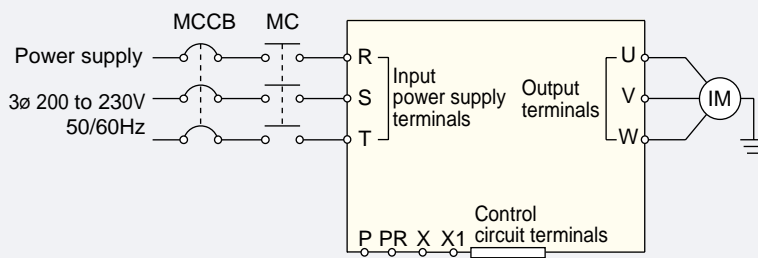 MCCB MC
Power supply
3ø 200 to 230V
50/60Hz
R
S
T
Input
power supply
terminals
Output
terminals
U
V
W
IM
P PR X X1
Control
circuit terminals